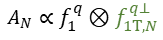 A_N ∝ f_1^q ⊗ f_{1T,N}^{q⊥}